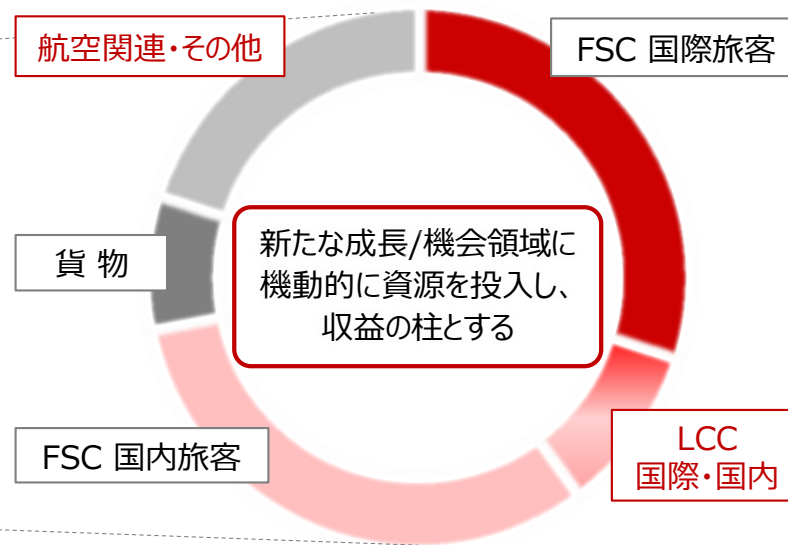 航空関連・その他
FSC 国際旅客
新たな成長/機会領域に
機動的に資源を投入し、
収益の柱とする
貨 物
FSC 国内旅客
LCC
国際・国内